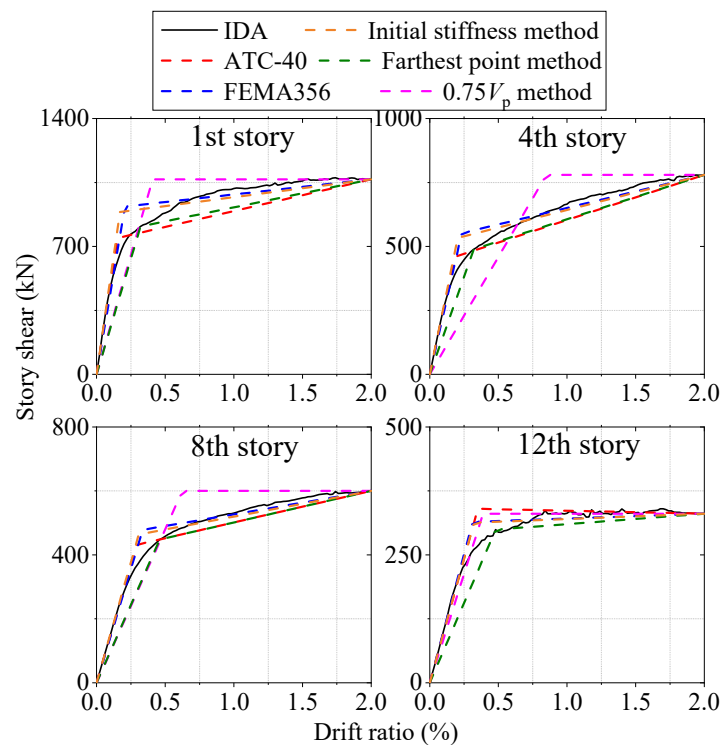 IDA Initial stiffness method
ATC-40 Farthest point method
FEMA356 0.75Vp method
1400 1st story 1000 4th story
700 500
0 0
0.0 0.5 1.0 1.5 2.0 0.0 0.5 1.0 1.5 2.0
Story shear (kN)
800 8th story 500 12th story
400 250
0 0
0.0 0.5 1.0 1.5 2.0 0.0 0.5 1.0 1.5 2.0
Drift ratio (%)